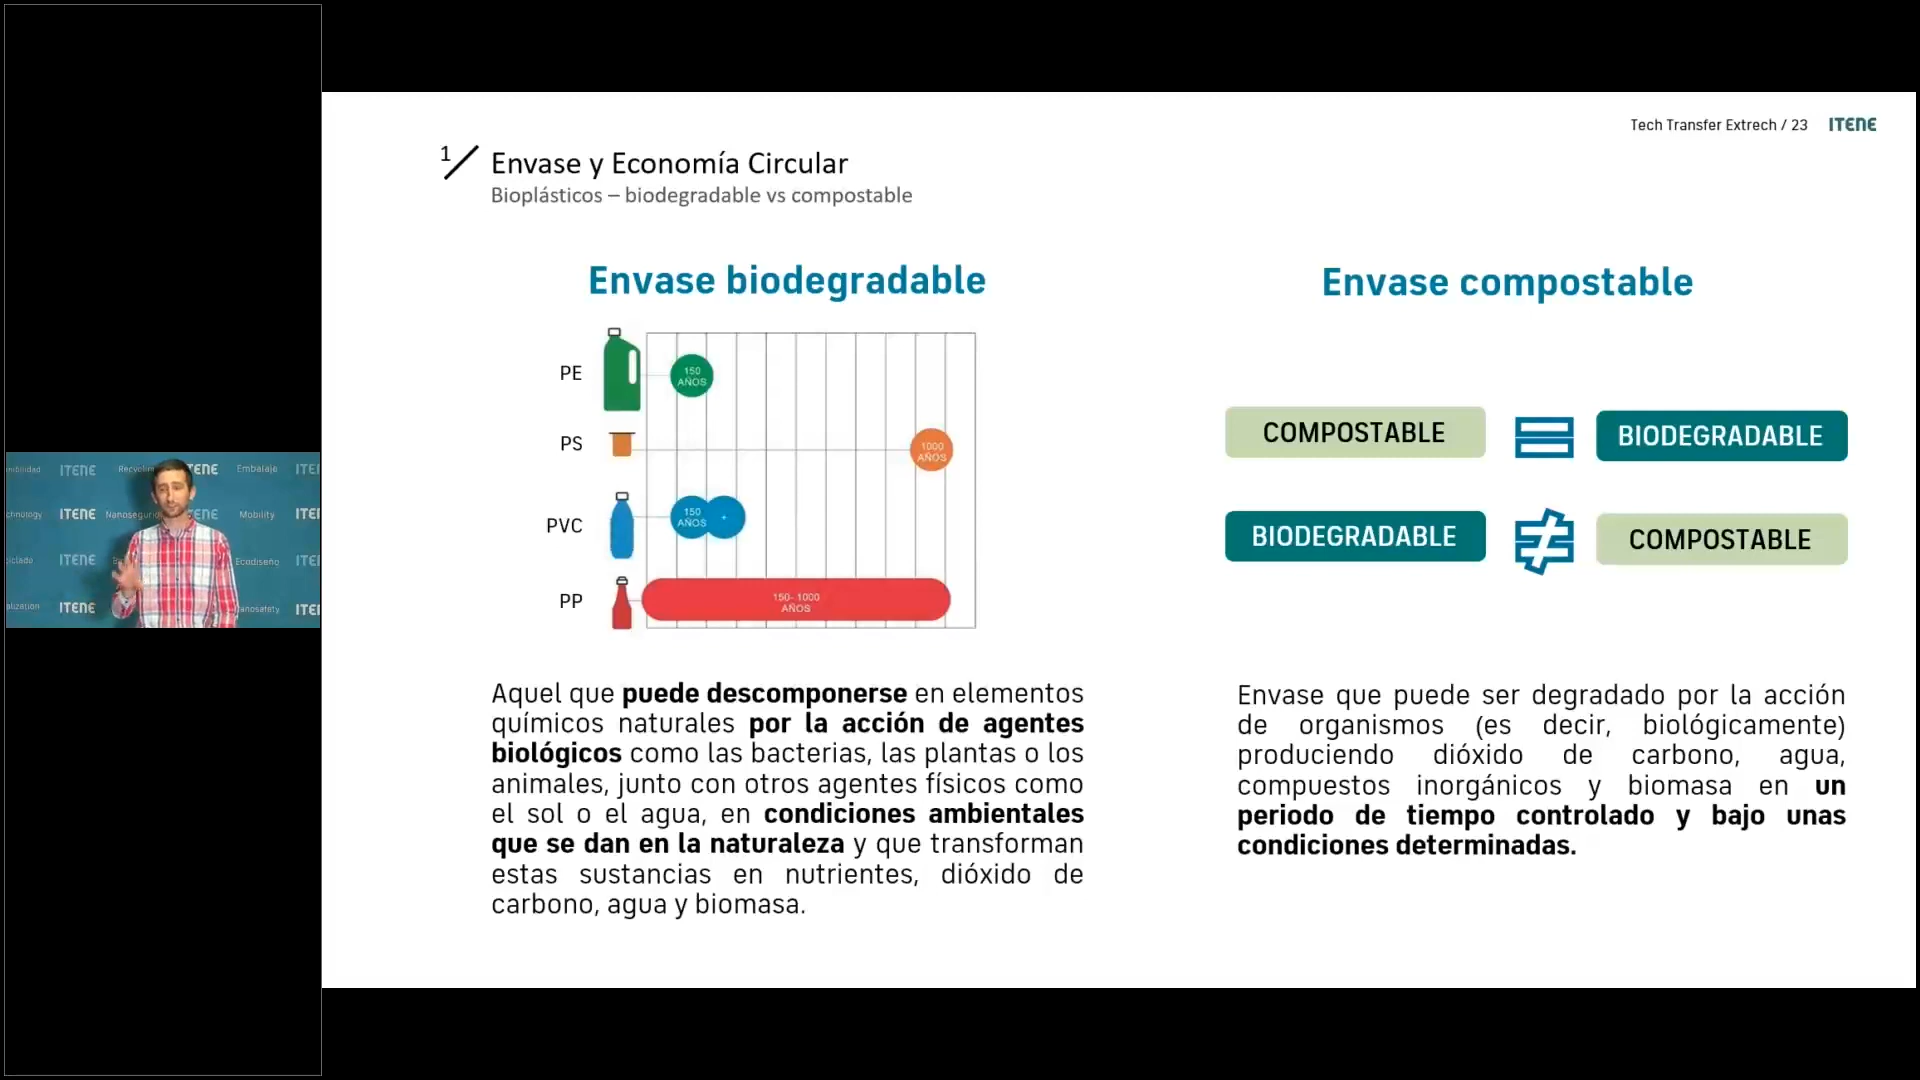 Tech Transfer Extrech / 23 ITENE
1 Envase y Economía Circular
Bioplásticos – biodegradable vs compostable
Envase biodegradable
PE
150
AÑOS
PS
1000
AÑOS
PVC
150
AÑOS
+
PP
150- 1000
AÑOS
Aquel que puede descomponerse en elementos
químicos naturales por la acción de agentes
biológicos como las bacterias, las plantas o los
animales, junto con otros agentes físicos como
el sol o el agua, en condiciones ambientales
que se dan en la naturaleza y que transforman
estas sustancias en nutrientes, dióxido de
carbono, agua y biomasa.
Envase compostable
COMPOSTABLE = BIODEGRADABLE
BIODEGRADABLE ≠ COMPOSTABLE
Envase que puede ser degradado por la acción
de organismos (es decir, biológicamente)
produciendo dióxido de carbono, agua,
compuestos inorgánicos y biomasa en un
periodo de tiempo controlado y bajo unas
condiciones determinadas.
ITENE ITENE Embalaje
ITENE ITENE Mobility
ITENE Ecodiseño
ITENE